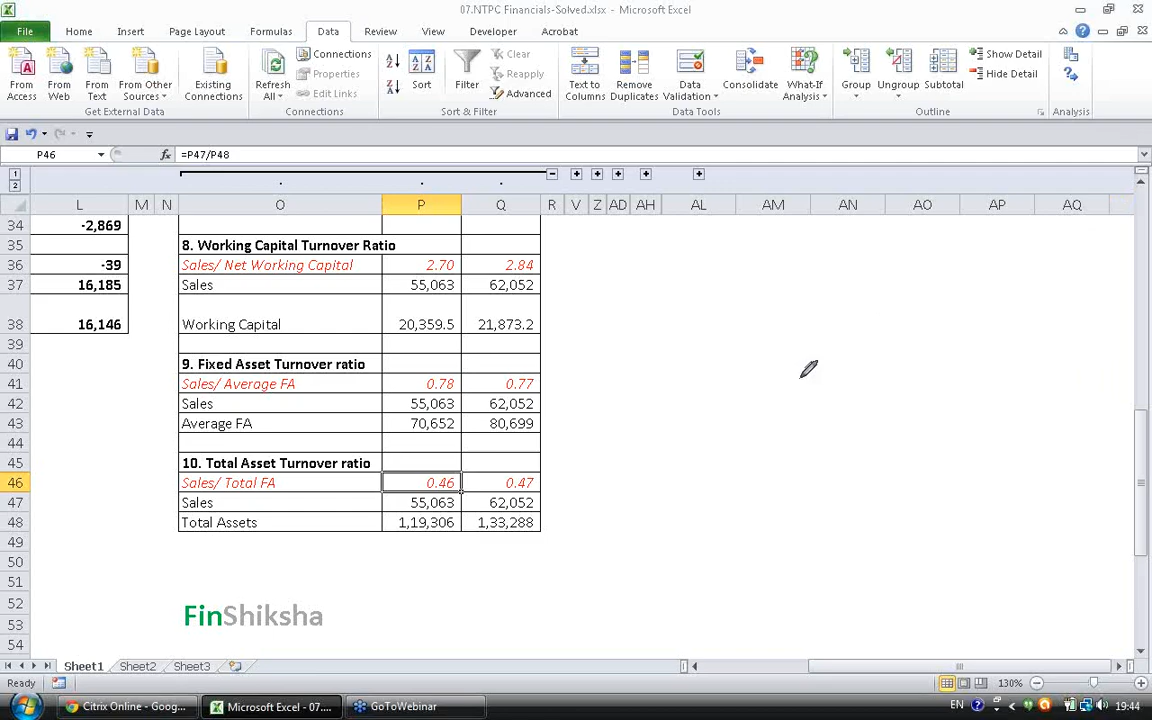 07.NTPC Financials-Solved.xlsx - Microsoft Excel
File Home Insert Page Layout Formulas Data Review View Developer Acrobat
From Access From Web From Text From Other Sources Existing Connections Refresh All Connections Properties Edit Links Sort Filter Clear Reapply Advanced Text to Columns Remove Duplicates Data Validation Consolidate What-If Analysis Group Ungroup Subtotal Show Detail Hide Detail
Get External Data Connections Sort & Filter Data Tools Outline Analysis
P46 fx =P47/P48
1
2
L M N O P Q R V Z AD AH AL AM AN AO AP AQ
34 -2,869
35 8. Working Capital Turnover Ratio
36 -39 Sales/ Net Working Capital 2.70 2.84
37 16,185 Sales 55,063 62,052
38 16,146 Working Capital 20,359.5 21,873.2
39
40 9. Fixed Asset Turnover ratio
41 Sales/ Average FA 0.78 0.77
42 Sales 55,063 62,052
43 Average FA 70,652 80,699
44
45 10. Total Asset Turnover ratio
46 Sales/ Total FA 0.46 0.47
47 Sales 55,063 62,052
48 Total Assets 1,19,306 1,33,288
49
50
51
52
53
54
FinShiksha
Sheet1 Sheet2 Sheet3
Ready 130%
Citrix Online - Goog... Microsoft Excel - 07.... GoToWebinar EN 19:44